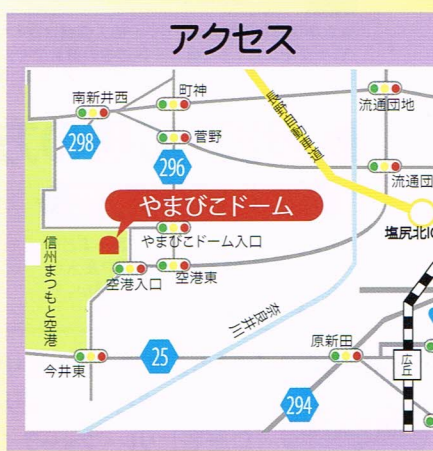 アクセス
南新井西
町神
流通団地
長野自動車道
298
菅野
296
流通団
やまびこドーム
塩尻北IC
信州まつもと空港
やまびこドーム入口
空港入口
空港東
奈良井川
今井東
25
原新田
広丘
294